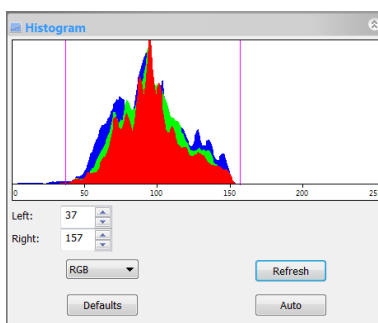 Histogram
0 50 100 150 200 25
Left: 37
Right: 157
RGB Refresh
Defaults Auto